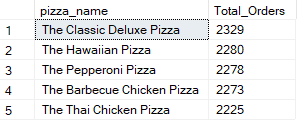 pizza_name Total_Orders
1 The Classic Deluxe Pizza 2329
2 The Hawaiian Pizza 2280
3 The Pepperoni Pizza 2278
4 The Barbecue Chicken Pizza 2273
5 The Thai Chicken Pizza 2225